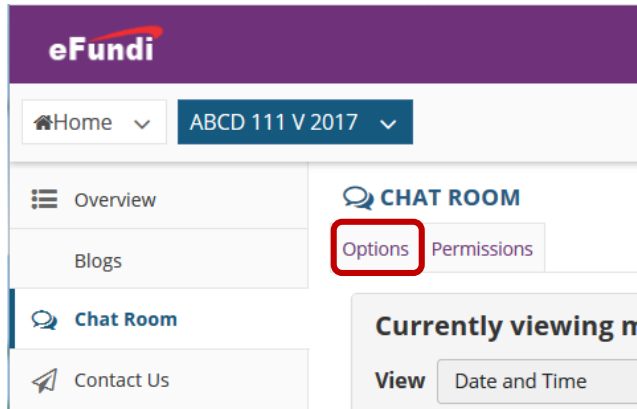 eFundi
Home
ABCD 111 V 2017
Overview
Blogs
Chat Room
Contact Us
CHAT ROOM
Options Permissions
Currently viewing
View Date and Time